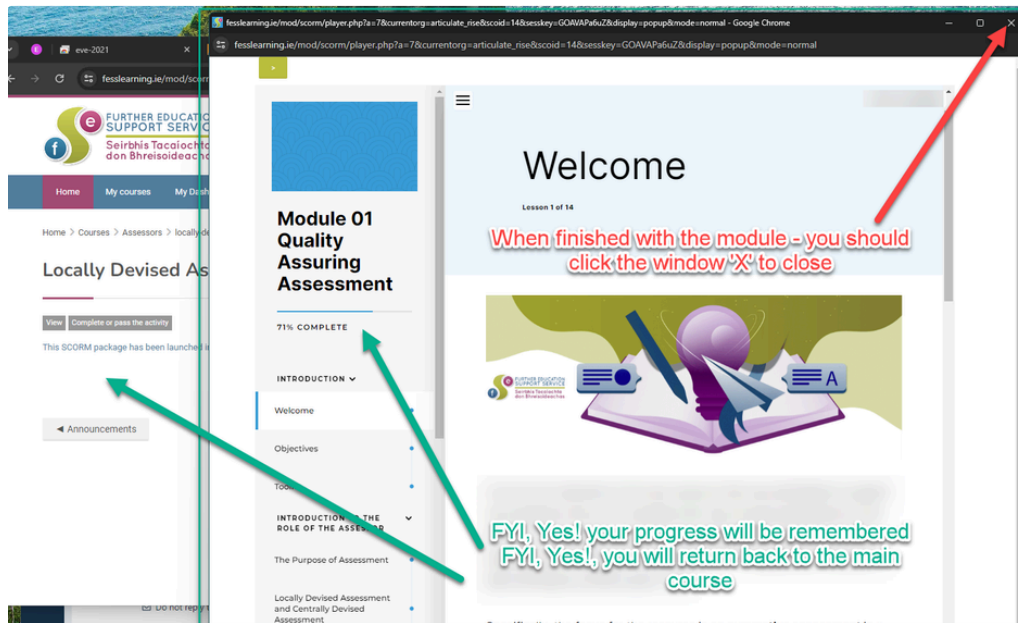 fesslearning.ie/mod/scorm/player.php?a=7&currentorg=articulate_rise&scoid=14&sesskey=GOAVAPa6uZ&display=popup&mode=normal - Google Chrome
eve-2021
fesslearning.ie/mod/scorm/player.php?a=7&currentorg=articulate_rise&scoid=14&sesskey=GOAVAPa6uZ&display=popup&mode=normal
fesslearning.ie/mod/scorm
FURTHER EDUCATIO
SUPPORT SERVIC
Seirbhís Tacaíochta
don Bhreisoideacha
Home My courses My Dash
Home > Courses > Assessors > locally-de
Locally Devised As
View Complete or pass the activity
This SCORM package has been launched in
◄ Announcements
Do not reply
Module 01
Quality
Assuring
Assessment
71% COMPLETE
INTRODUCTION
Welcome
Objectives
INTRODUCTION TO THE
ROLE OF THE ASSESSOR
The Purpose of Assessment
Locally Devised Assessment
and Centrally Devised
Assessment
Welcome
Lesson 1 of 14
When finished with the module - you should
click the window 'X' to close
FURTHER EDUCATION
SUPPORT SERVICE
Seirbhís Tacaíochta
don Bhreisoideachas
A
FYI, Yes! your progress will be remembered
FYI, Yes!, you will return back to the main
course